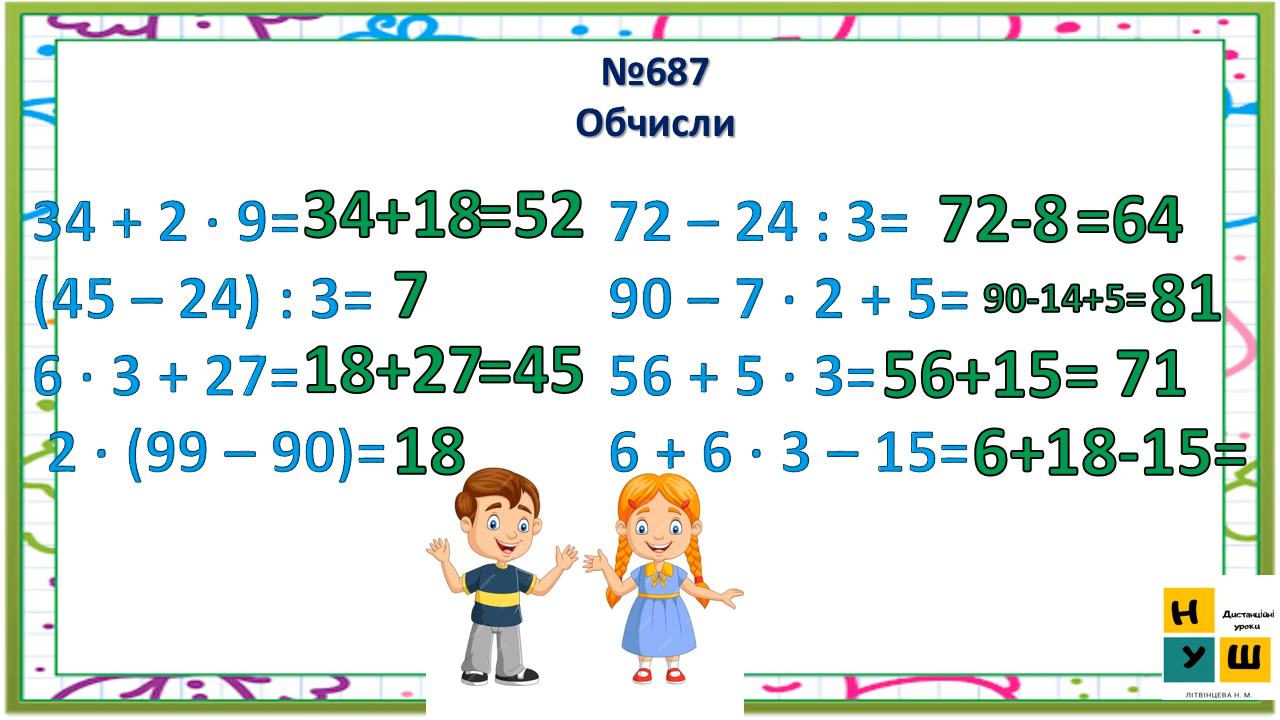 №687
Обчисли
34 + 2 · 9= 34+18=52
72 – 24 : 3= 72-8=64
(45 – 24) : 3= 7
90 – 7 · 2 + 5= 90-14+5= 81
6 · 3 + 27= 18+27=45
56 + 5 · 3= 56+15= 71
2 · (99 – 90)= 18
6 + 6 · 3 – 15= 6+18-15=
Н
Дистанційні
уроки
У Ш
ЛІТВІНЦЕВА Н. М.